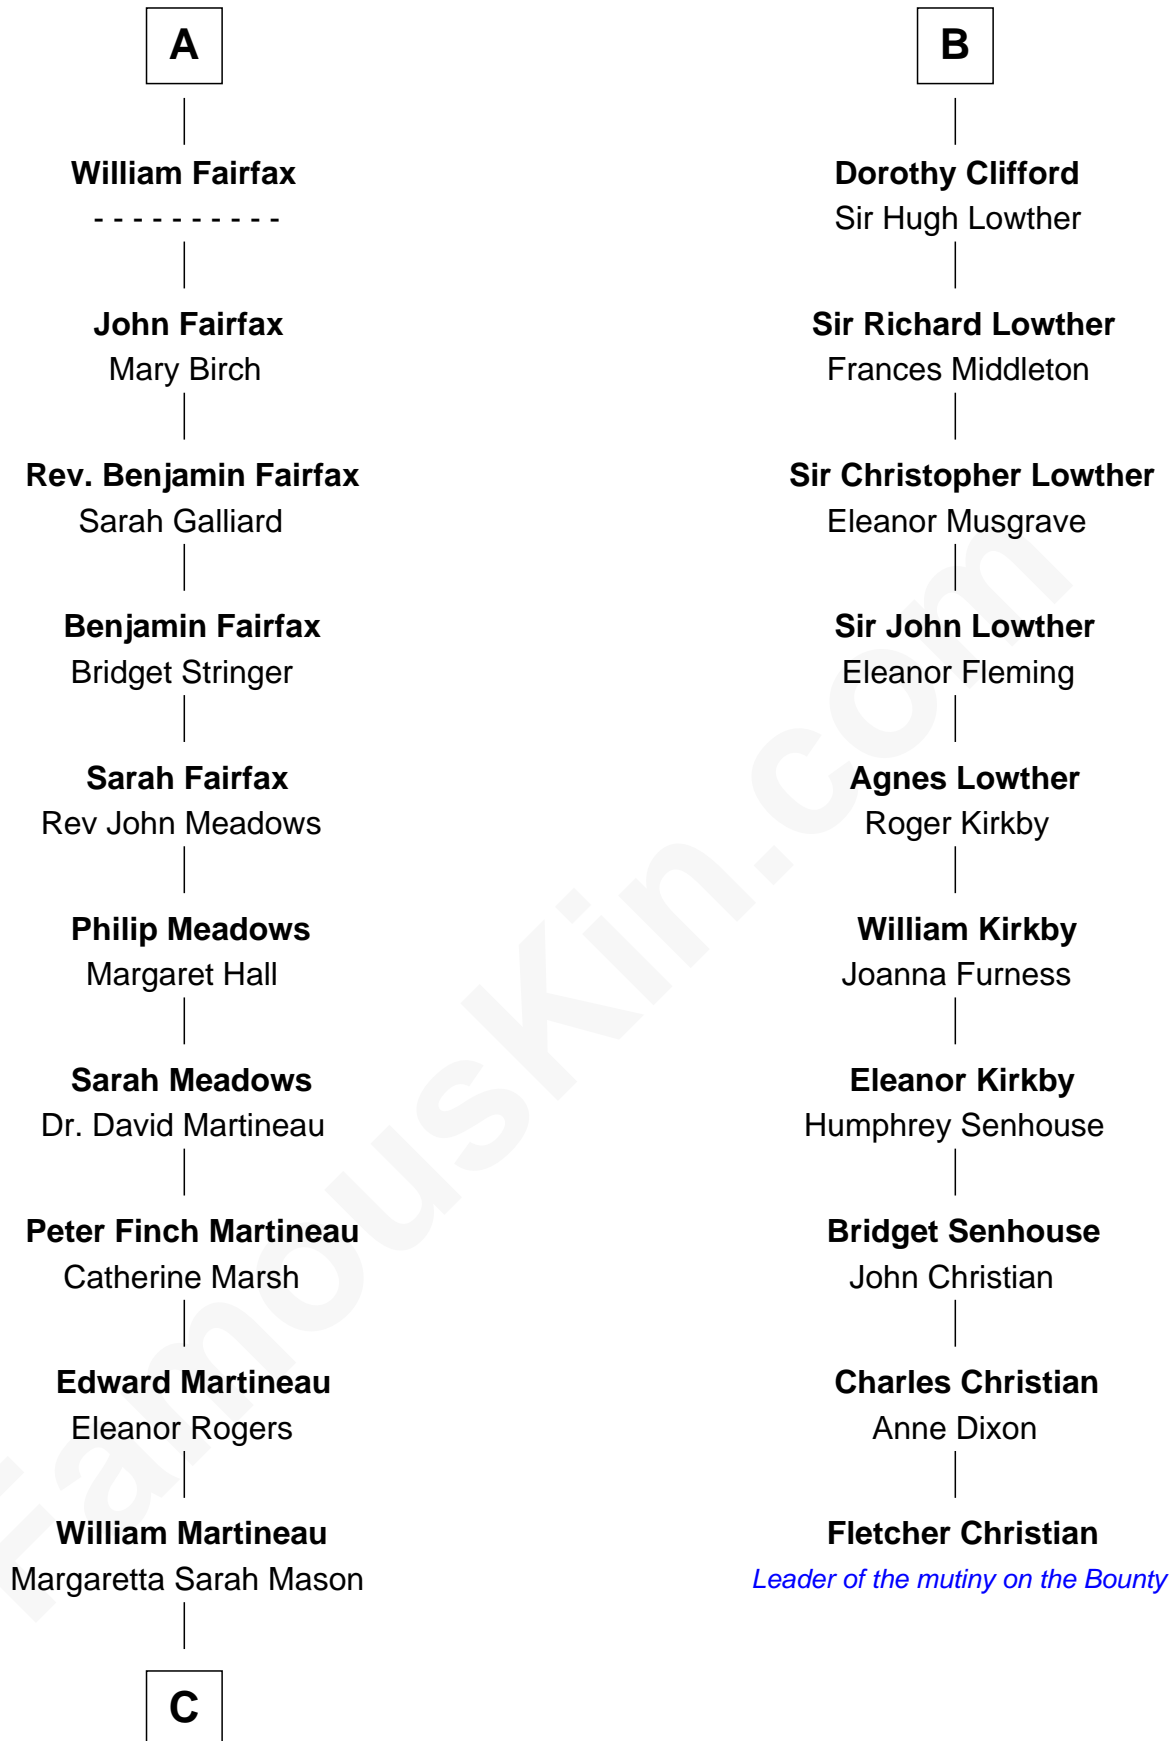 A
William Fairfax
- - - - - - - - - -
John Fairfax
Mary Birch
Rev. Benjamin Fairfax
Sarah Galliard
Benjamin Fairfax
Bridget Stringer
Sarah Fairfax
Rev John Meadows
Philip Meadows
Margaret Hall
Sarah Meadows
Dr. David Martineau
Peter Finch Martineau
Catherine Marsh
Edward Martineau
Eleanor Rogers
William Martineau
Margaretta Sarah Mason
C
B
Dorothy Clifford
Sir Hugh Lowther
Sir Richard Lowther
Frances Middleton
Sir Christopher Lowther
Eleanor Musgrave
Sir John Lowther
Eleanor Fleming
Agnes Lowther
Roger Kirkby
William Kirkby
Joanna Furness
Eleanor Kirkby
Humphrey Senhouse
Bridget Senhouse
John Christian
Charles Christian
Anne Dixon
Fletcher Christian
Leader of the mutiny on the Bounty
FamousKin.com